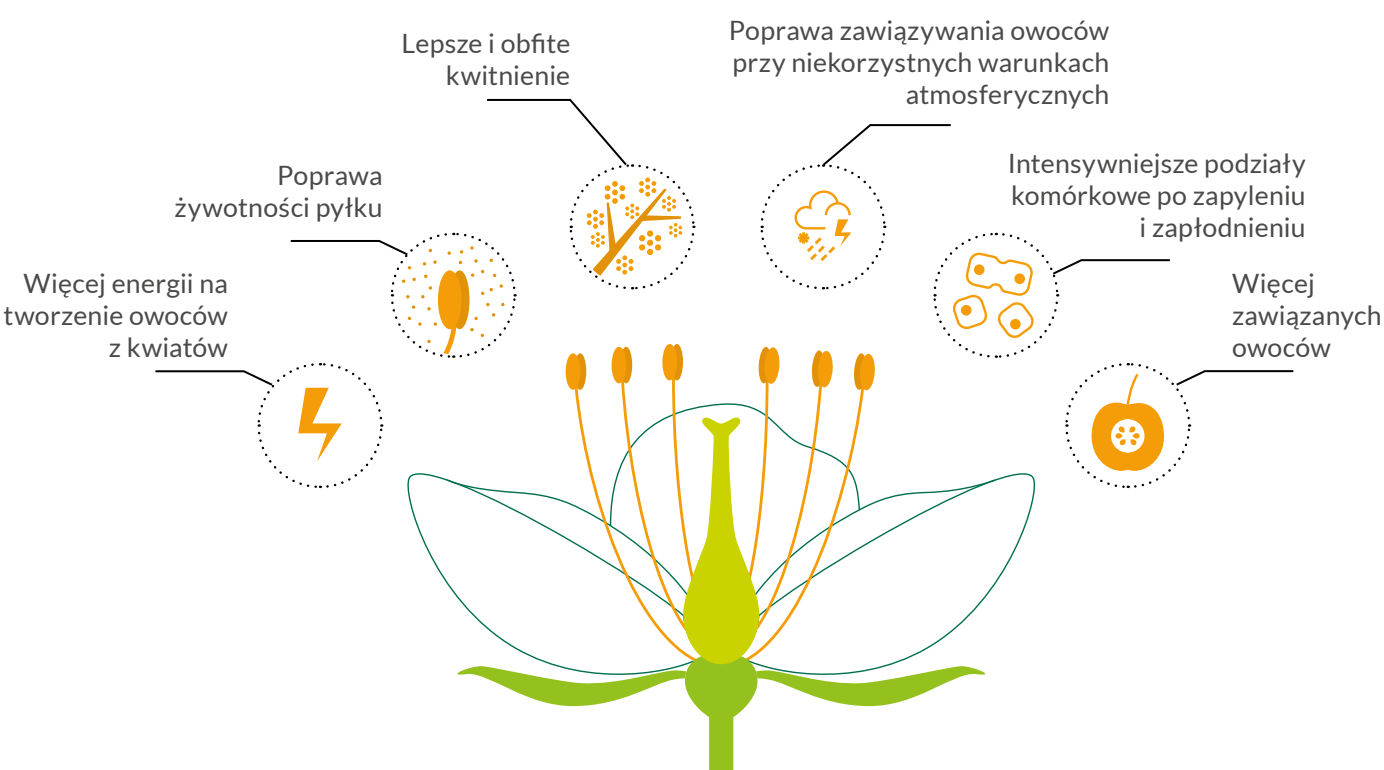 Lepsze i obfite
kwitnienie
Poprawa zawiązywania owoców
przy niekorzystnych warunkach
atmosferycznych
Poprawa
żywotności pyłku
Intensywniejsze podziały
komórkowe po zapyleniu
i zapłodnieniu
Więcej energii na
tworzenie owoców
z kwiatów
Więcej
zawiązanych
owoców